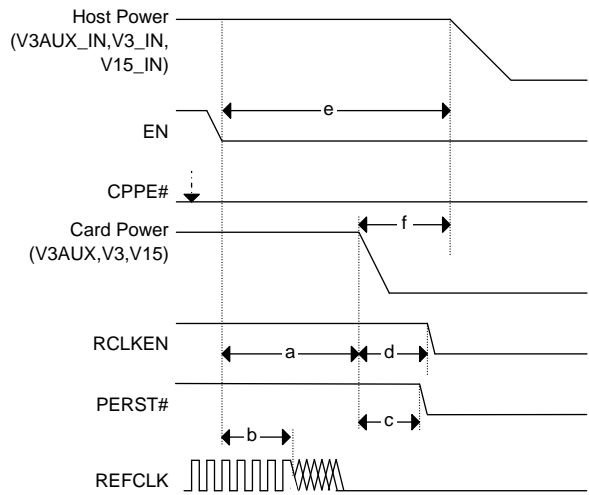 Host Power
(V3AUX_IN,V3_IN,
V15_IN)
e
EN
CPPE#
f
Card Power
(V3AUX,V3,V15)
RCLKEN
a
d
PERST#
c
b
REFCLK